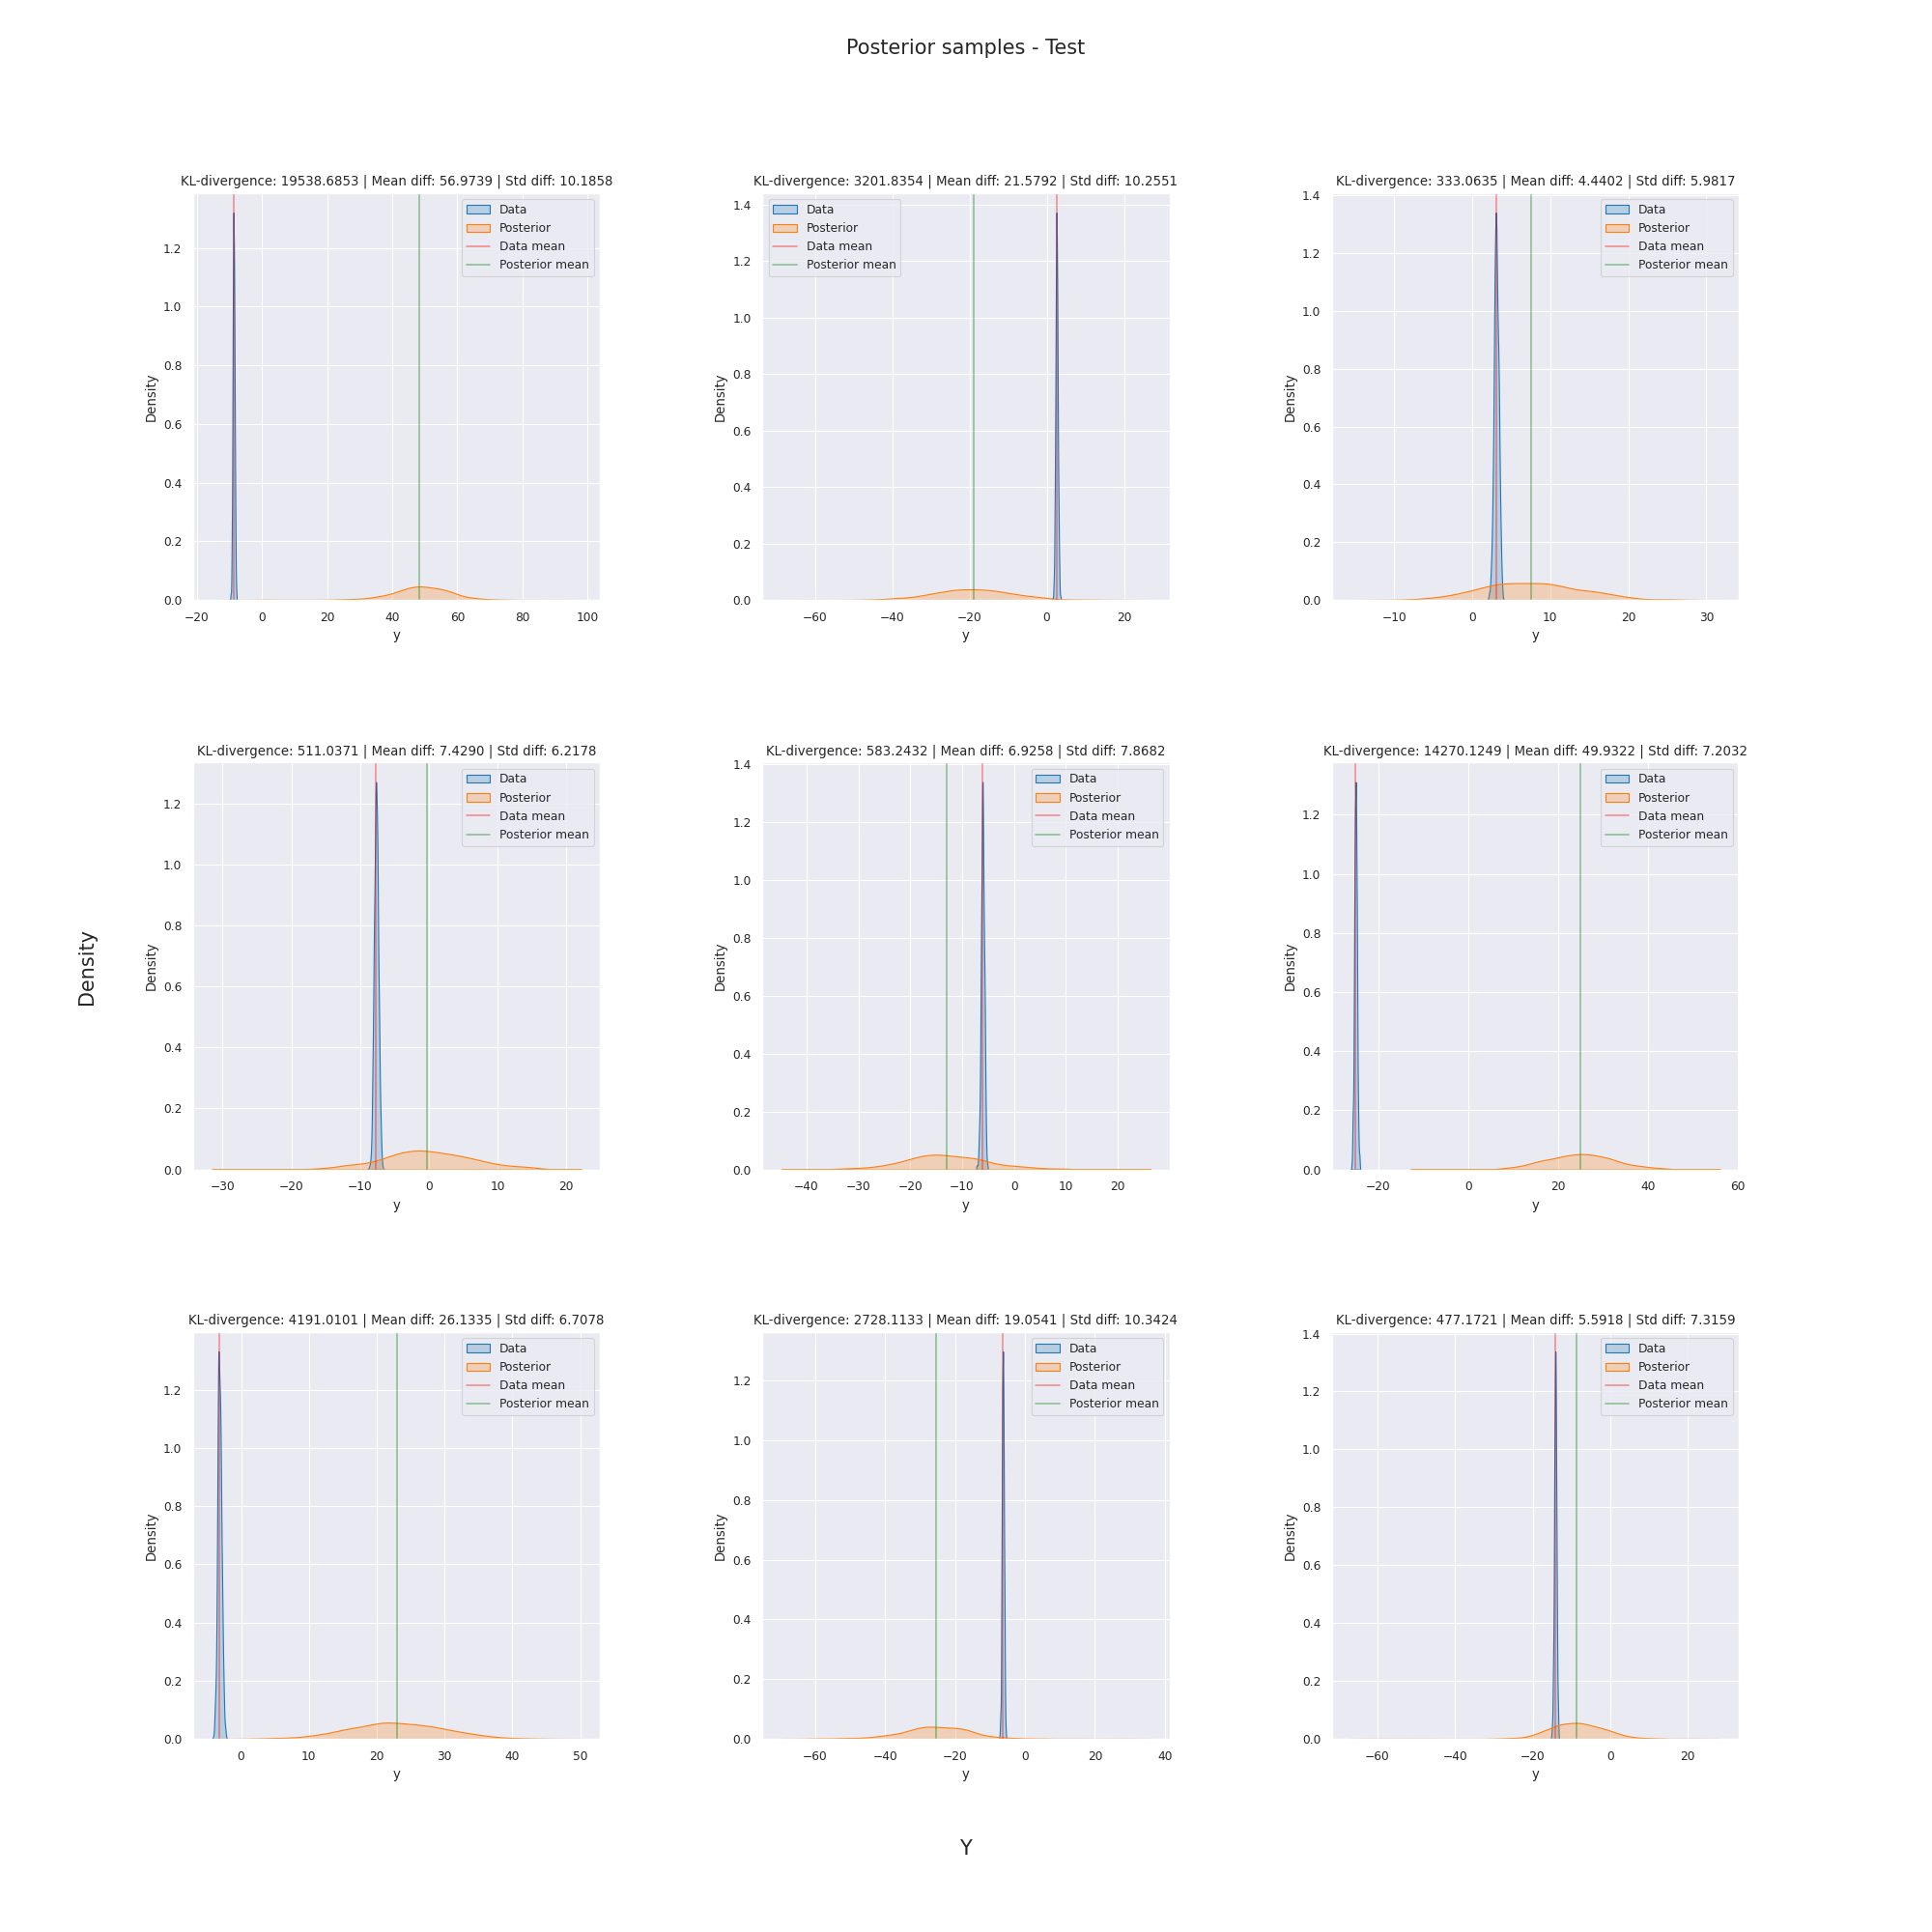 Posterior samples - Test
KL-divergence: 19538.6853 | Mean diff: 56.9739 | Std diff: 10.1858
Data
Posterior
Data mean
Posterior mean
1.2
1.0
0.8
0.6
0.4
0.2
0.0
Density
−20 0 20 40 60 80 100
y
KL-divergence: 3201.8354 | Mean diff: 21.5792 | Std diff: 10.2551
Data
Posterior
Data mean
Posterior mean
1.4
1.2
1.0
0.8
0.6
0.4
0.2
0.0
Density
−60 −40 −20 0 20
y
KL-divergence: 333.0635 | Mean diff: 4.4402 | Std diff: 5.9817
Data
Posterior
Data mean
Posterior mean
1.4
1.2
1.0
0.8
0.6
0.4
0.2
0.0
Density
−10 0 10 20 30
y
KL-divergence: 511.0371 | Mean diff: 7.4290 | Std diff: 6.2178
Data
Posterior
Data mean
Posterior mean
1.2
1.0
0.8
0.6
0.4
0.2
0.0
Density
−30 −20 −10 0 10 20
y
KL-divergence: 583.2432 | Mean diff: 6.9258 | Std diff: 7.8682
Data
Posterior
Data mean
Posterior mean
1.4
1.2
1.0
0.8
0.6
0.4
0.2
0.0
Density
−40 −30 −20 −10 0 10 20
y
KL-divergence: 14270.1249 | Mean diff: 49.9322 | Std diff: 7.2032
Data
Posterior
Data mean
Posterior mean
1.2
1.0
0.8
0.6
0.4
0.2
0.0
Density
−20 0 20 40 60
y
Density
KL-divergence: 4191.0101 | Mean diff: 26.1335 | Std diff: 6.7078
Data
Posterior
Data mean
Posterior mean
1.2
1.0
0.8
0.6
0.4
0.2
0.0
Density
0 10 20 30 40 50
y
KL-divergence: 2728.1133 | Mean diff: 19.0541 | Std diff: 10.3424
Data
Posterior
Data mean
Posterior mean
1.2
1.0
0.8
0.6
0.4
0.2
0.0
Density
−60 −40 −20 0 20 40
y
KL-divergence: 477.1721 | Mean diff: 5.5918 | Std diff: 7.3159
Data
Posterior
Data mean
Posterior mean
1.4
1.2
1.0
0.8
0.6
0.4
0.2
0.0
Density
−60 −40 −20 0 20
y
Y